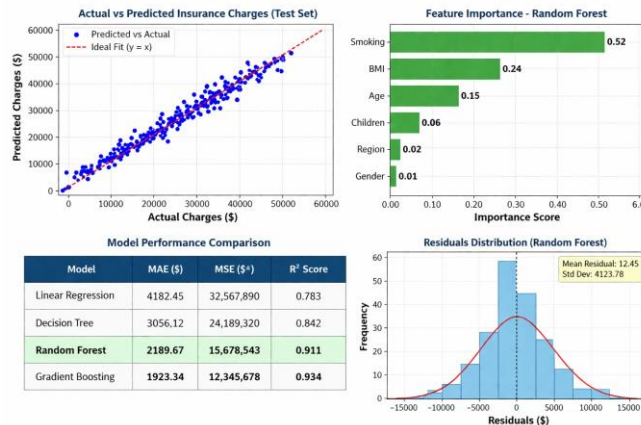 Actual vs Predicted Insurance Charges (Test Set)
Predicted Charges ($)
60000
50000
40000
30000
20000
10000
0
Predicted vs Actual
Ideal Fit (y = x)
0 10000 20000 30000 40000 50000 60000
Actual Charges ($)
Feature Importance - Random Forest
Smoking 0.52
BMI 0.24
Age 0.15
Children 0.06
Region 0.02
Gender 0.01
0.00 0.10 0.20 0.30 0.40 0.50 6.0
Importance Score
Model Performance Comparison
Model MAE ($) MSE ($⁴) R² Score
Linear Regression 4182.45 32,567,890 0.783
Decision Tree 3056,12 24,189,320 0.842
Random Forest 2189.67 15,678,543 0.911
Gradient Boosting 1923.34 12,345,678 0.934
Residuals Distribution (Random Forest)
Mean Residual: 12.45
Std Dev: 4123.78
Frequency
60
50
40
30
20
10
0
−15000 −10000 −5000 0 5000 10000 15000
Residuals ($)